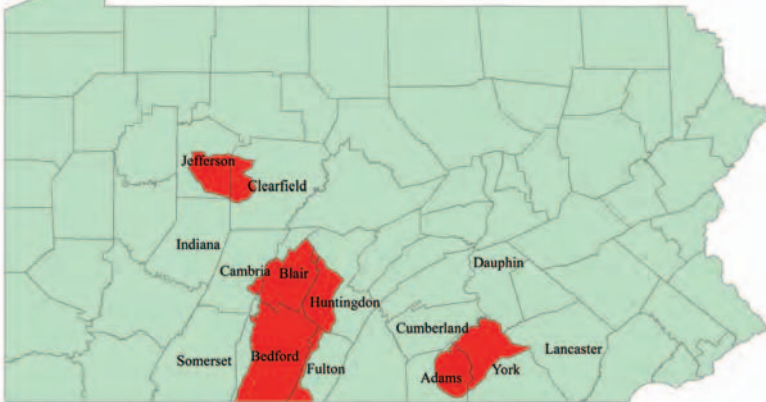 Jefferson
Clearfield
Indiana
Cambria
Blair
Dauphin
Huntingdon
Cumberland
Somerset
Bedford
Fulton
Adams
York
Lancaster